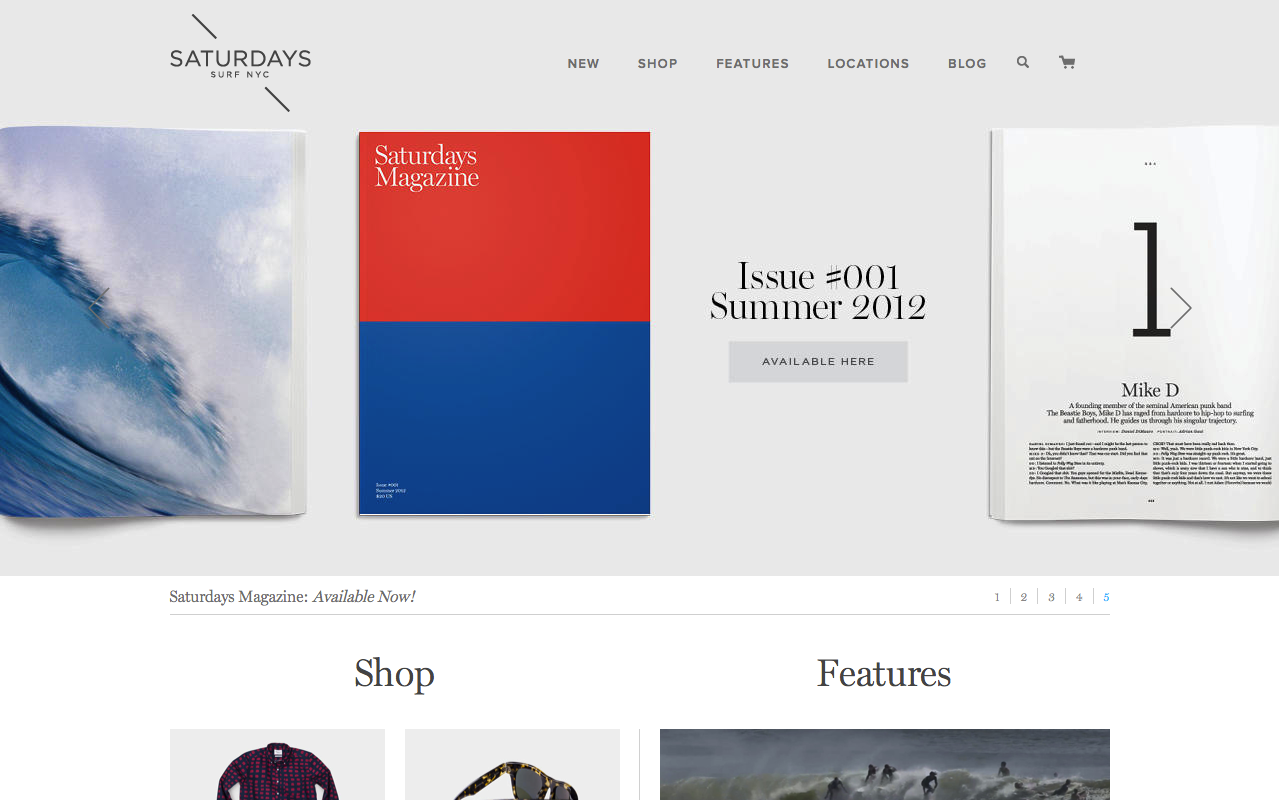 SATURDAYS
SURF NYC
NEW
SHOP
FEATURES
LOCATIONS
BLOG
Saturdays
Magazine
Issue #001
Summer 2012
$20 US
Issue #001
Summer 2012
AVAILABLE HERE
Q&A
1
Mike D
A founding member of the seminal American punk band
The Beastie Boys, Mike D has raged from hardcore to hip-hop to surfing
and fatherhood. He guides us through his singular trajectory.
Saturdays Magazine: Available Now!
1 2 3 4 5
Shop
Features